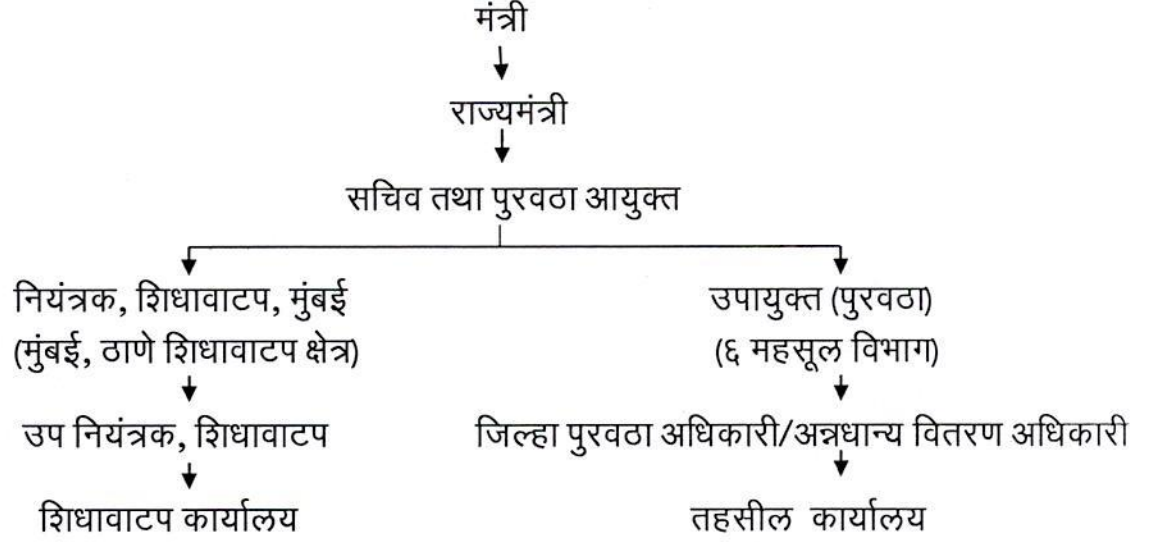 मंत्री
राज्यमंत्री
सचिव तथा पुरवठा आयुक्त
नियंत्रक, शिधावाटप, मुंबई
(मुंबई, ठाणे शिधावाटप क्षेत्र)
उप नियंत्रक, शिधावाटप
शिधावाटप कार्यालय
उपायुक्त (पुरवठा)
(६ महसूल विभाग)
जिल्हा पुरवठा अधिकारी/अन्नधान्य वितरण अधिकारी
तहसील कार्यालय